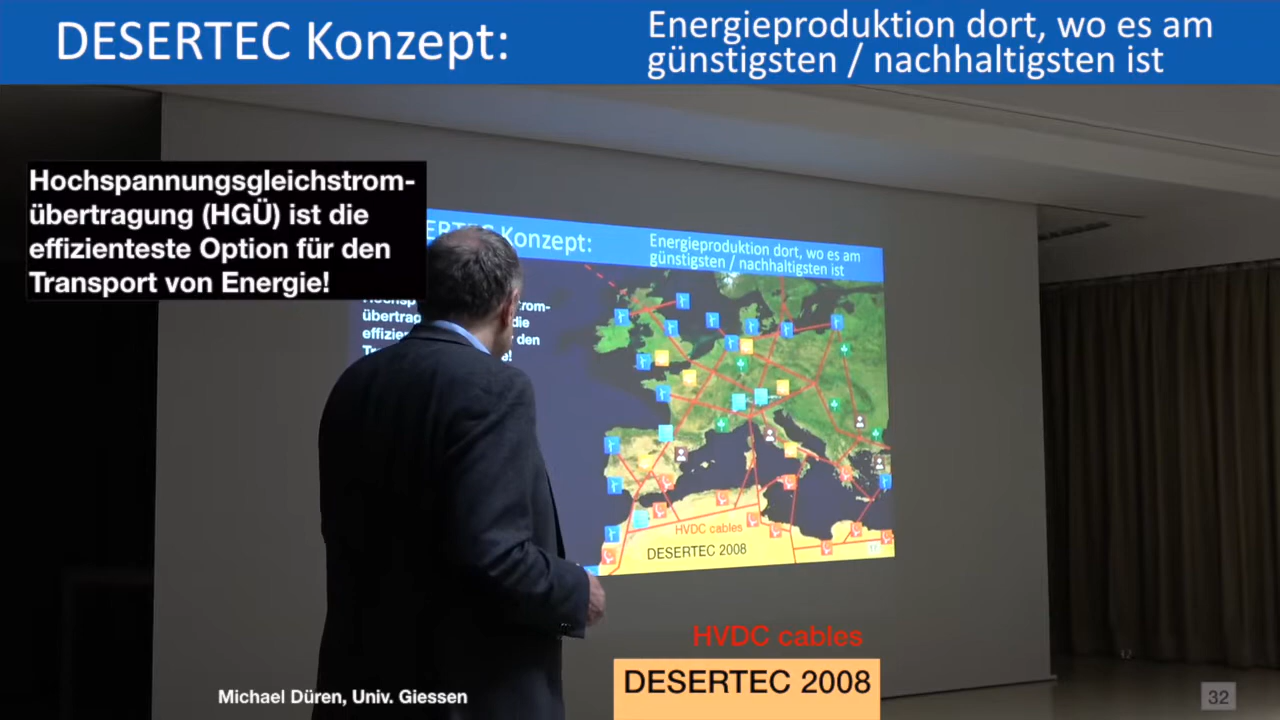 DESERTEC Konzept:
Energieproduktion dort, wo es am
günstigsten / nachhaltigsten ist
Hochspannungsgleichstrom-
übertragung (HGÜ) ist die
effizienteste Option für den
Transport von Energie!
Konzept:
Energieproduktion dort, wo es am
günstigsten / nachhaltigsten ist
HVDC cables
DESERTEC 2008
HVDC cables
DESERTEC 2008
Michael Düren, Univ. Giessen
32